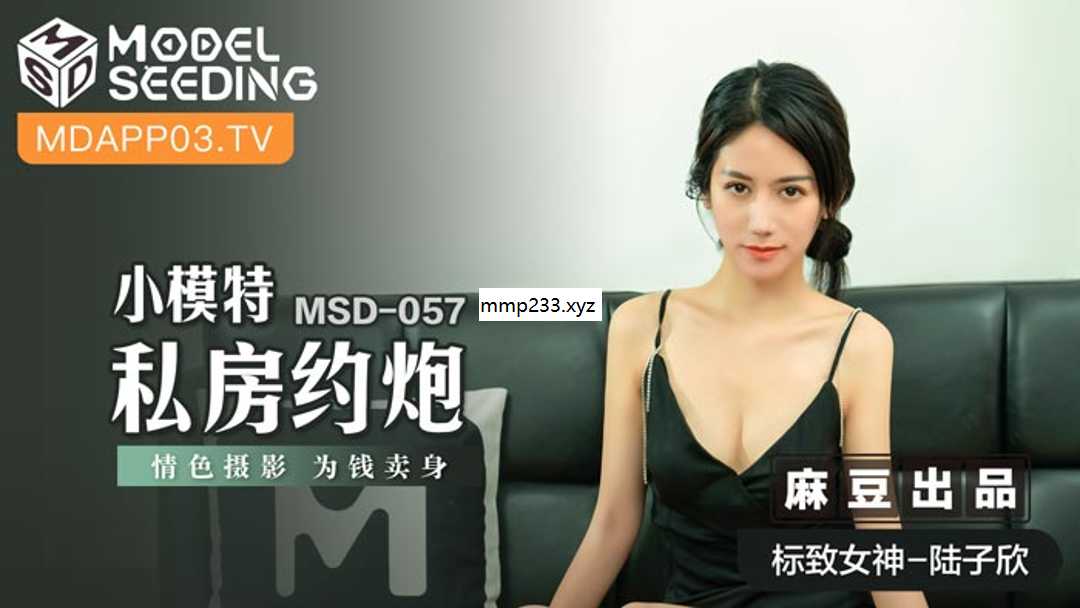 MODEL
SEEDING
MSD
MDAPP03.TV
小模特 MSD-057
mmp233.xyz
私房约炮
情色摄影 为钱卖身
M
麻豆出品
标致女神-陆子欣